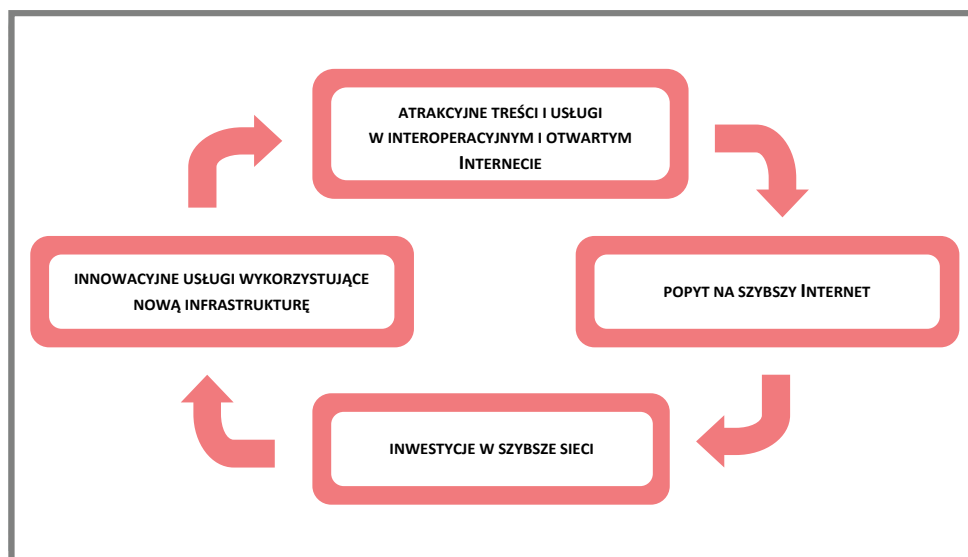 ATRAKCYJNE TREŚCI I USŁUGI
W INTEROPERACYJNYM I OTWARTYM
INTERNECIE
INNOWACYJNE USŁUGI WYKORZYSTUJĄCE
NOWĄ INFRASTRUKTURĘ
POPYT NA SZYBSZY INTERNET
INWESTYCJE W SZYBSZE SIECI